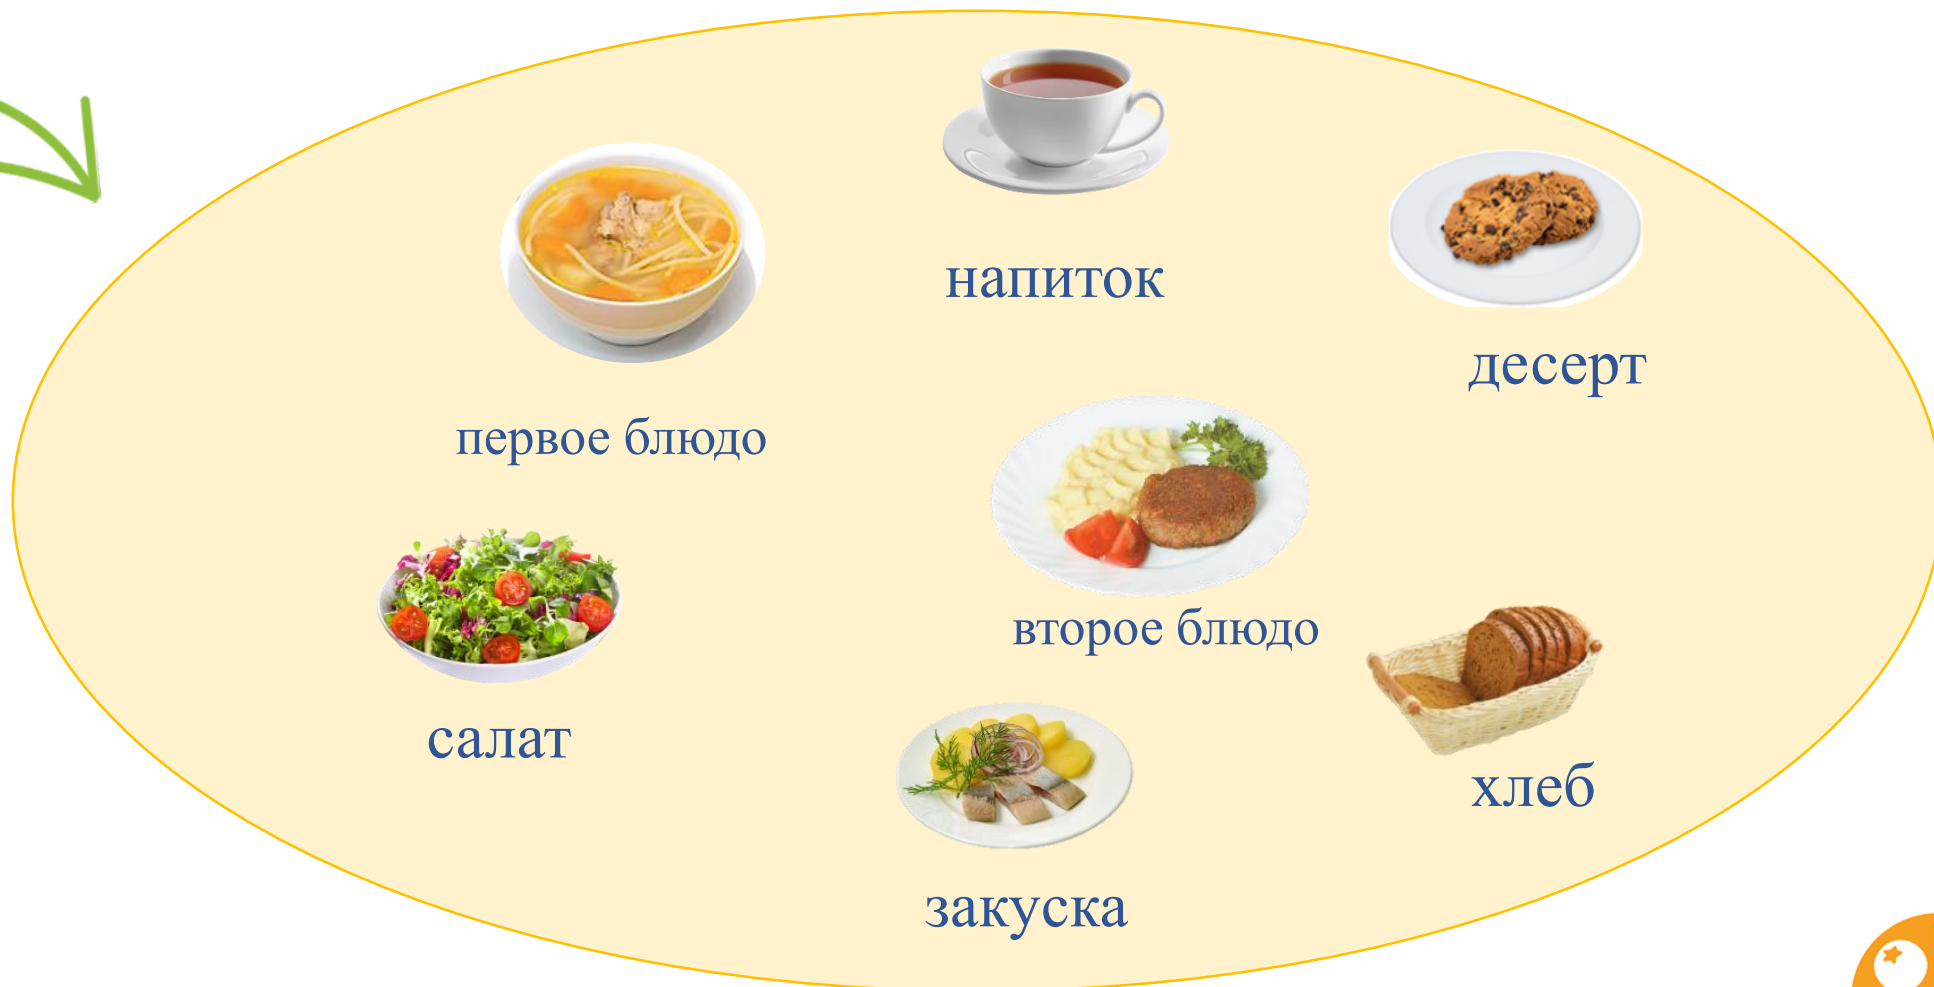 напиток
десерт
первое блюдо
второе блюдо
салат
хлеб
закуска